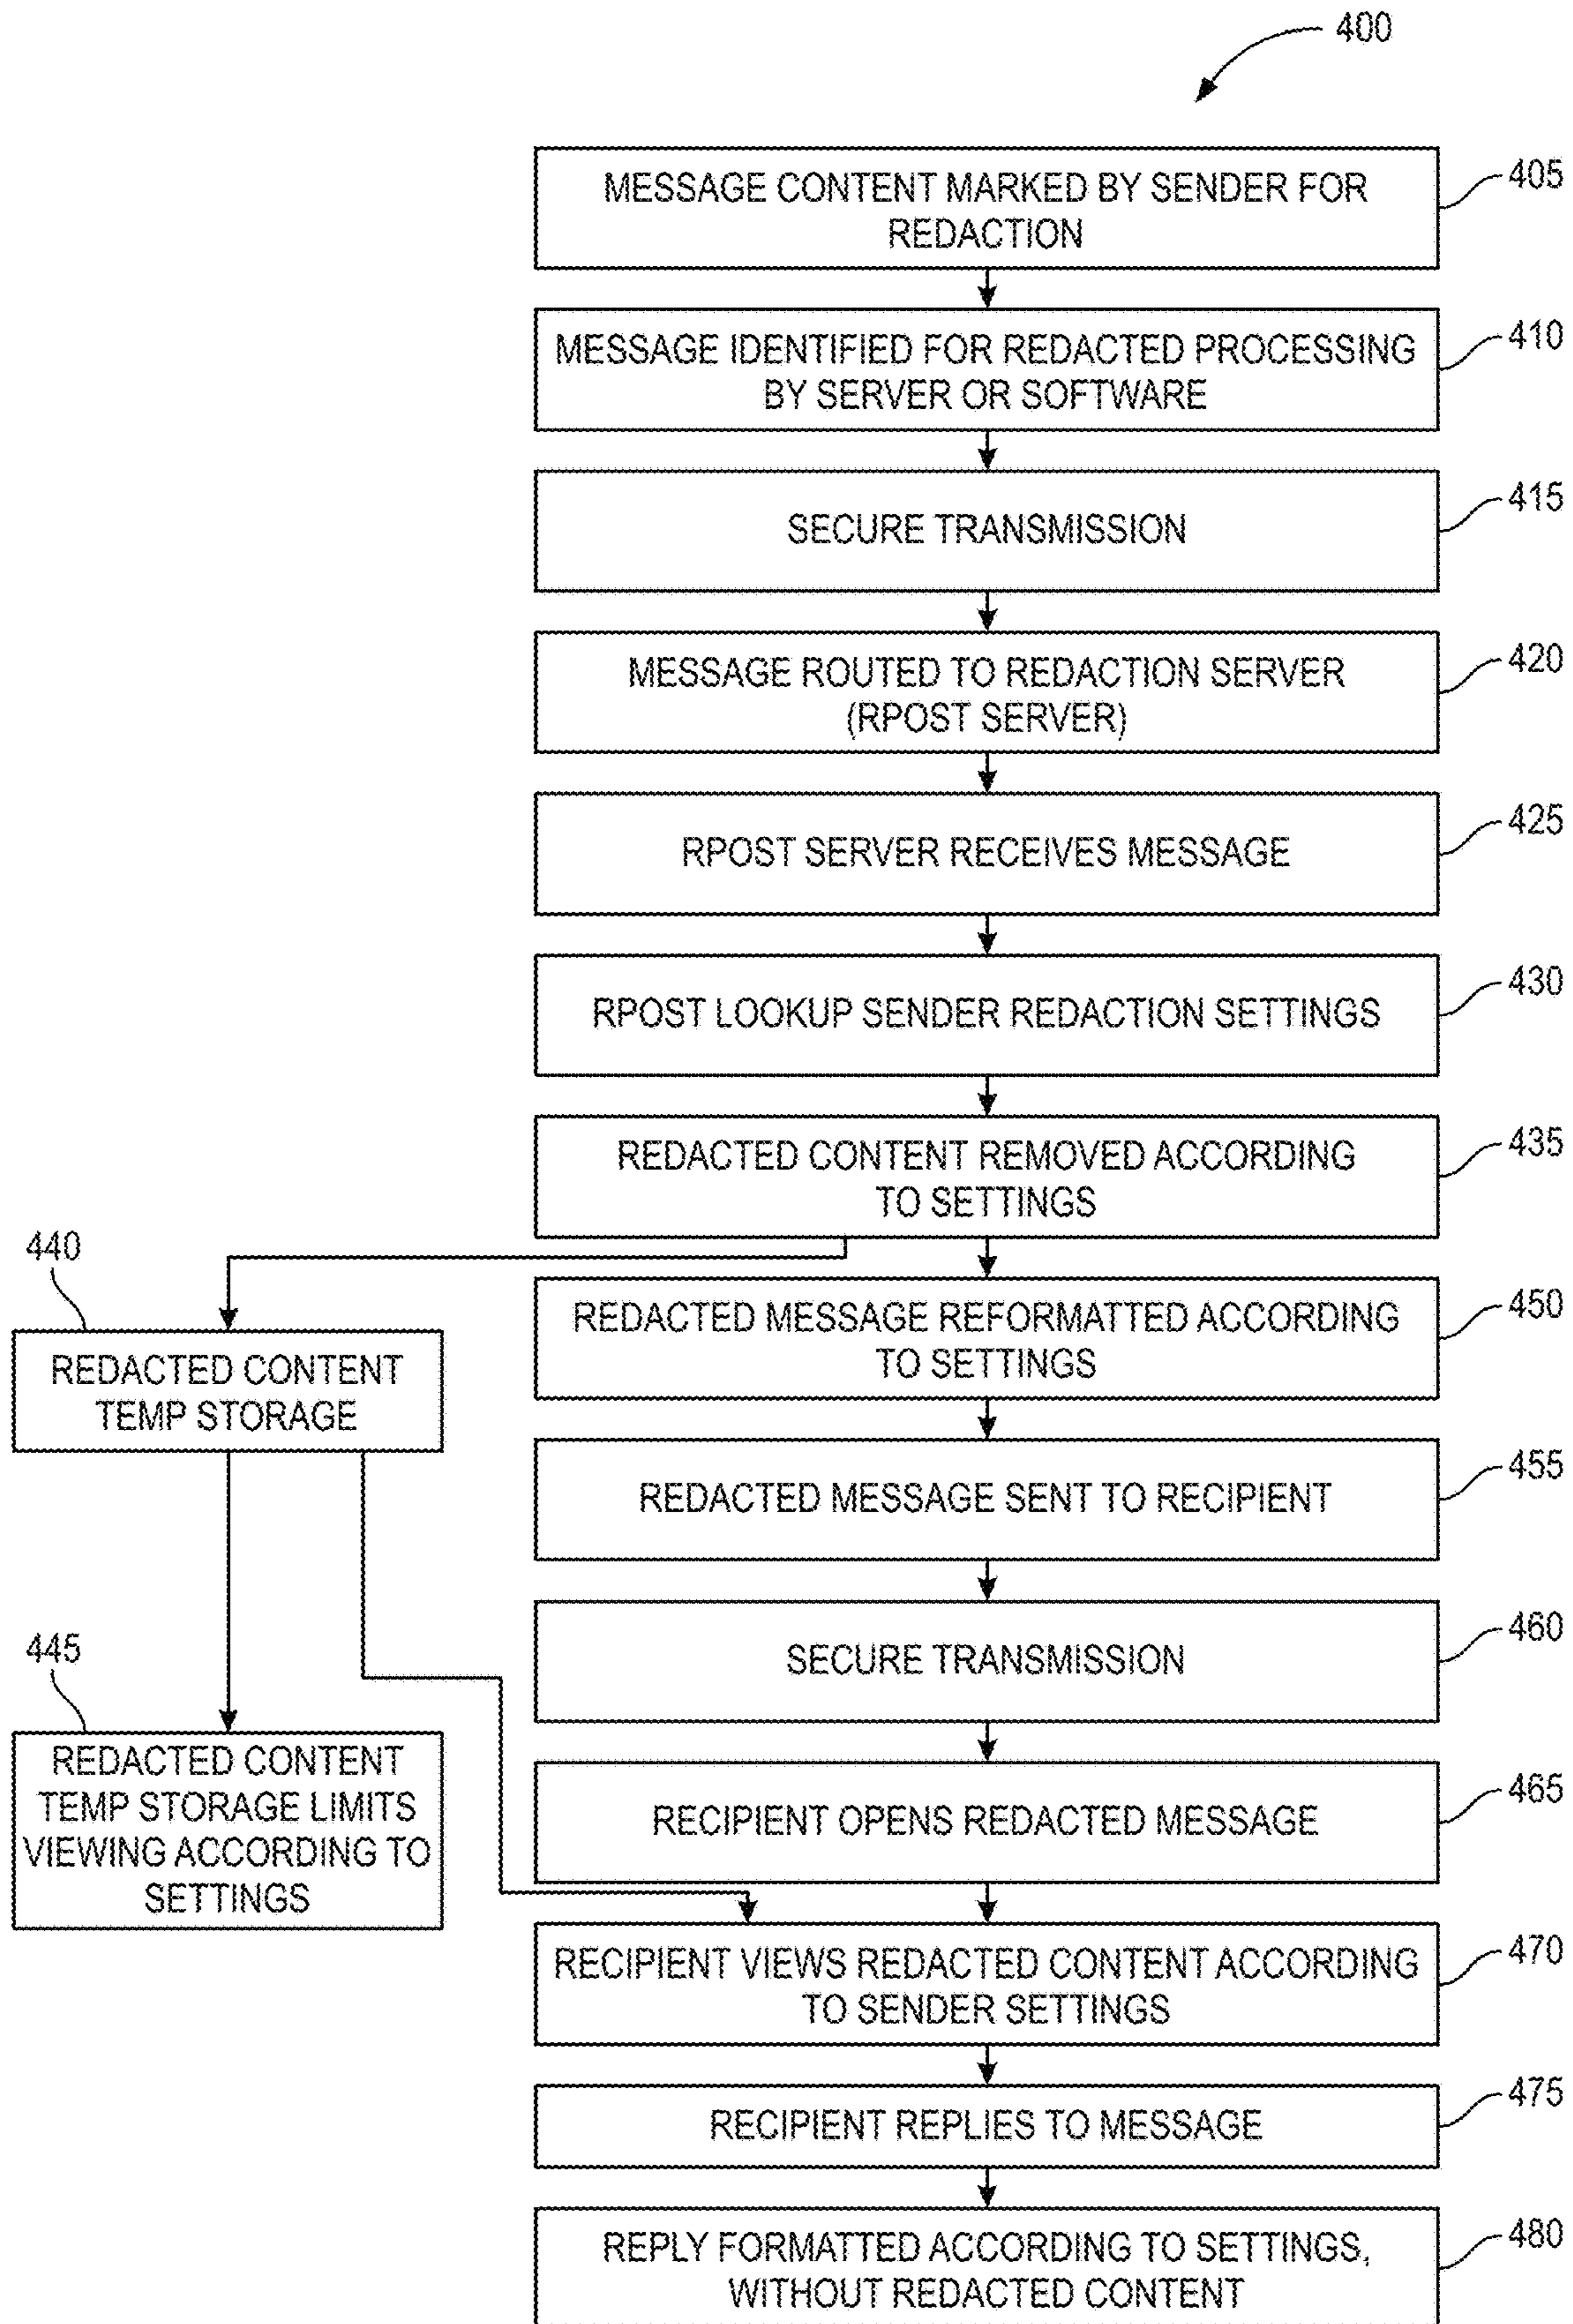 400
MESSAGE CONTENT MARKED BY SENDER FOR
REDACTION
405
MESSAGE IDENTIFIED FOR REDACTED PROCESSING
BY SERVER OR SOFTWARE
410
SECURE TRANSMISSION
415
MESSAGE ROUTED TO REDACTION SERVER
(RPOST SERVER)
420
RPOST SERVER RECEIVES MESSAGE
425
RPOST LOOKUP SENDER REDACTION SETTINGS
430
REDACTED CONTENT REMOVED ACCORDING
TO SETTINGS
435
440
REDACTED CONTENT
TEMP STORAGE
445
REDACTED CONTENT
TEMP STORAGE LIMITS
VIEWING ACCORDING TO
SETTINGS
REDACTED MESSAGE REFORMATTED ACCORDING
TO SETTINGS
450
REDACTED MESSAGE SENT TO RECIPIENT
455
SECURE TRANSMISSION
460
RECIPIENT OPENS REDACTED MESSAGE
465
RECIPIENT VIEWS REDACTED CONTENT ACCORDING
TO SENDER SETTINGS
470
RECIPIENT REPLIES TO MESSAGE
475
REPLY FORMATTED ACCORDING TO SETTINGS,
WITHOUT REDACTED CONTENT
480